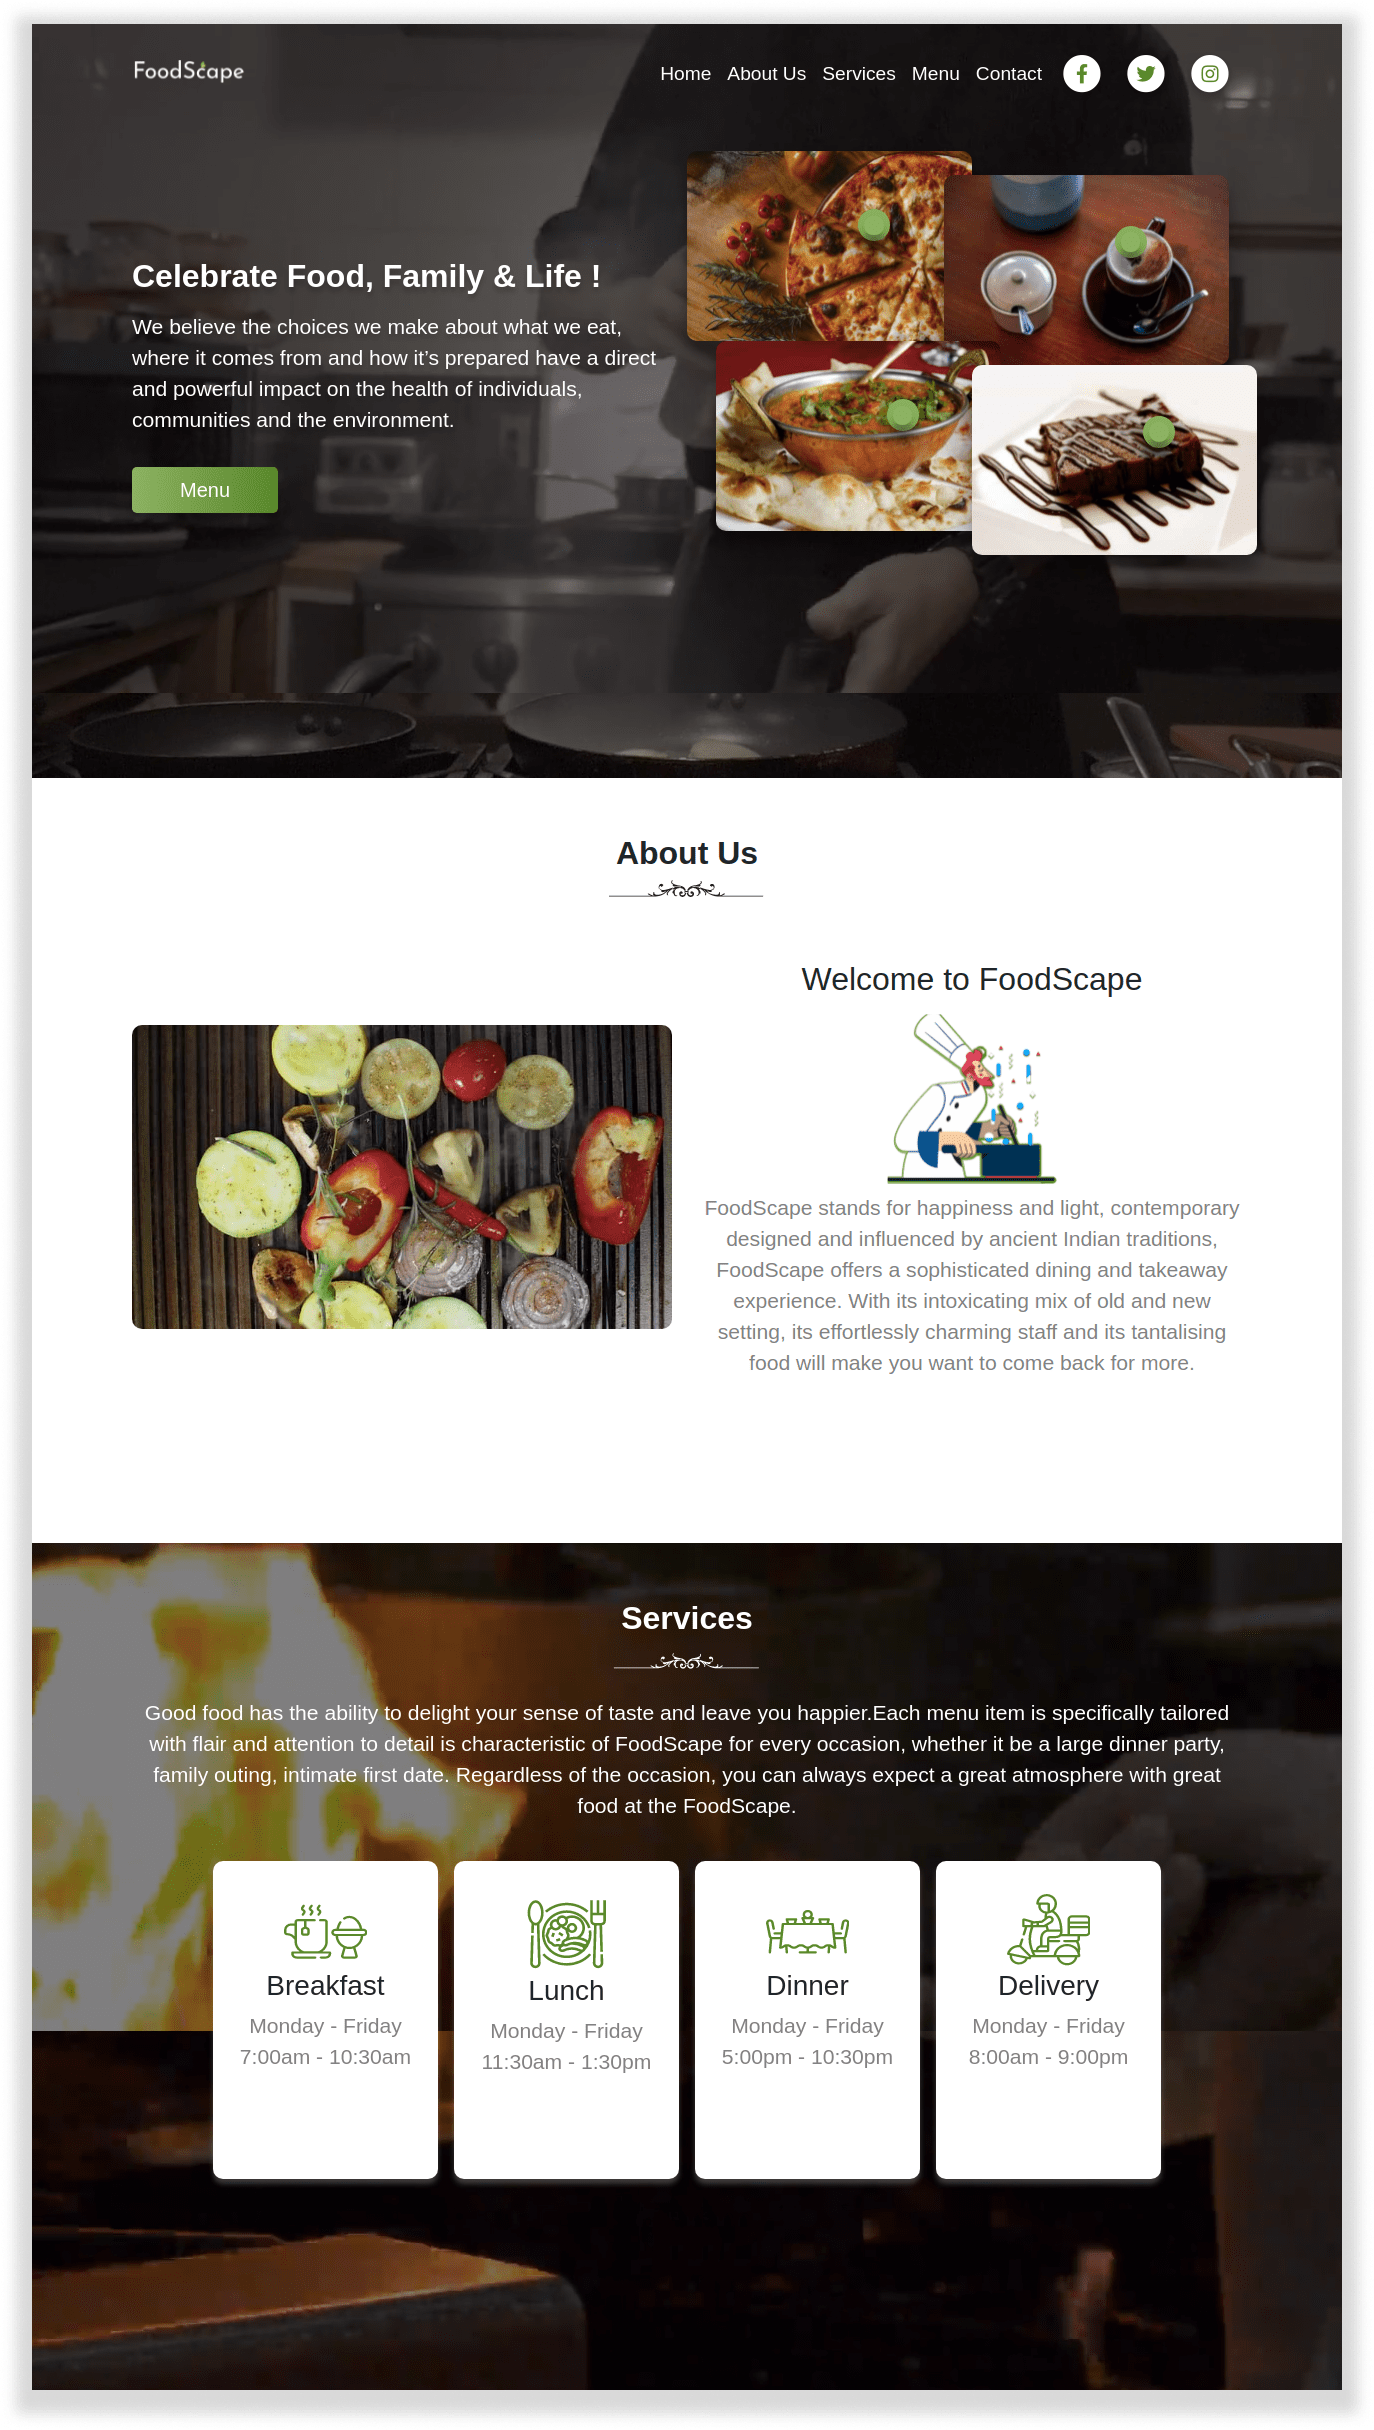 FoodScape
Home About Us Services Menu Contact
Celebrate Food, Family & Life !
We believe the choices we make about what we eat,
where it comes from and how it’s prepared have a direct
and powerful impact on the health of individuals,
communities and the environment.
Menu
About Us
Welcome to FoodScape
FoodScape stands for happiness and light, contemporary
designed and influenced by ancient Indian traditions,
FoodScape offers a sophisticated dining and takeaway
experience. With its intoxicating mix of old and new
setting, its effortlessly charming staff and its tantalising
food will make you want to come back for more.
Services
Good food has the ability to delight your sense of taste and leave you happier.Each menu item is specifically tailored
with flair and attention to detail is characteristic of FoodScape for every occasion, whether it be a large dinner party,
family outing, intimate first date. Regardless of the occasion, you can always expect a great atmosphere with great
food at the FoodScape.
Breakfast
Monday - Friday
7:00am - 10:30am
Lunch
Monday - Friday
11:30am - 1:30pm
Dinner
Monday - Friday
5:00pm - 10:30pm
Delivery
Monday - Friday
8:00am - 9:00pm